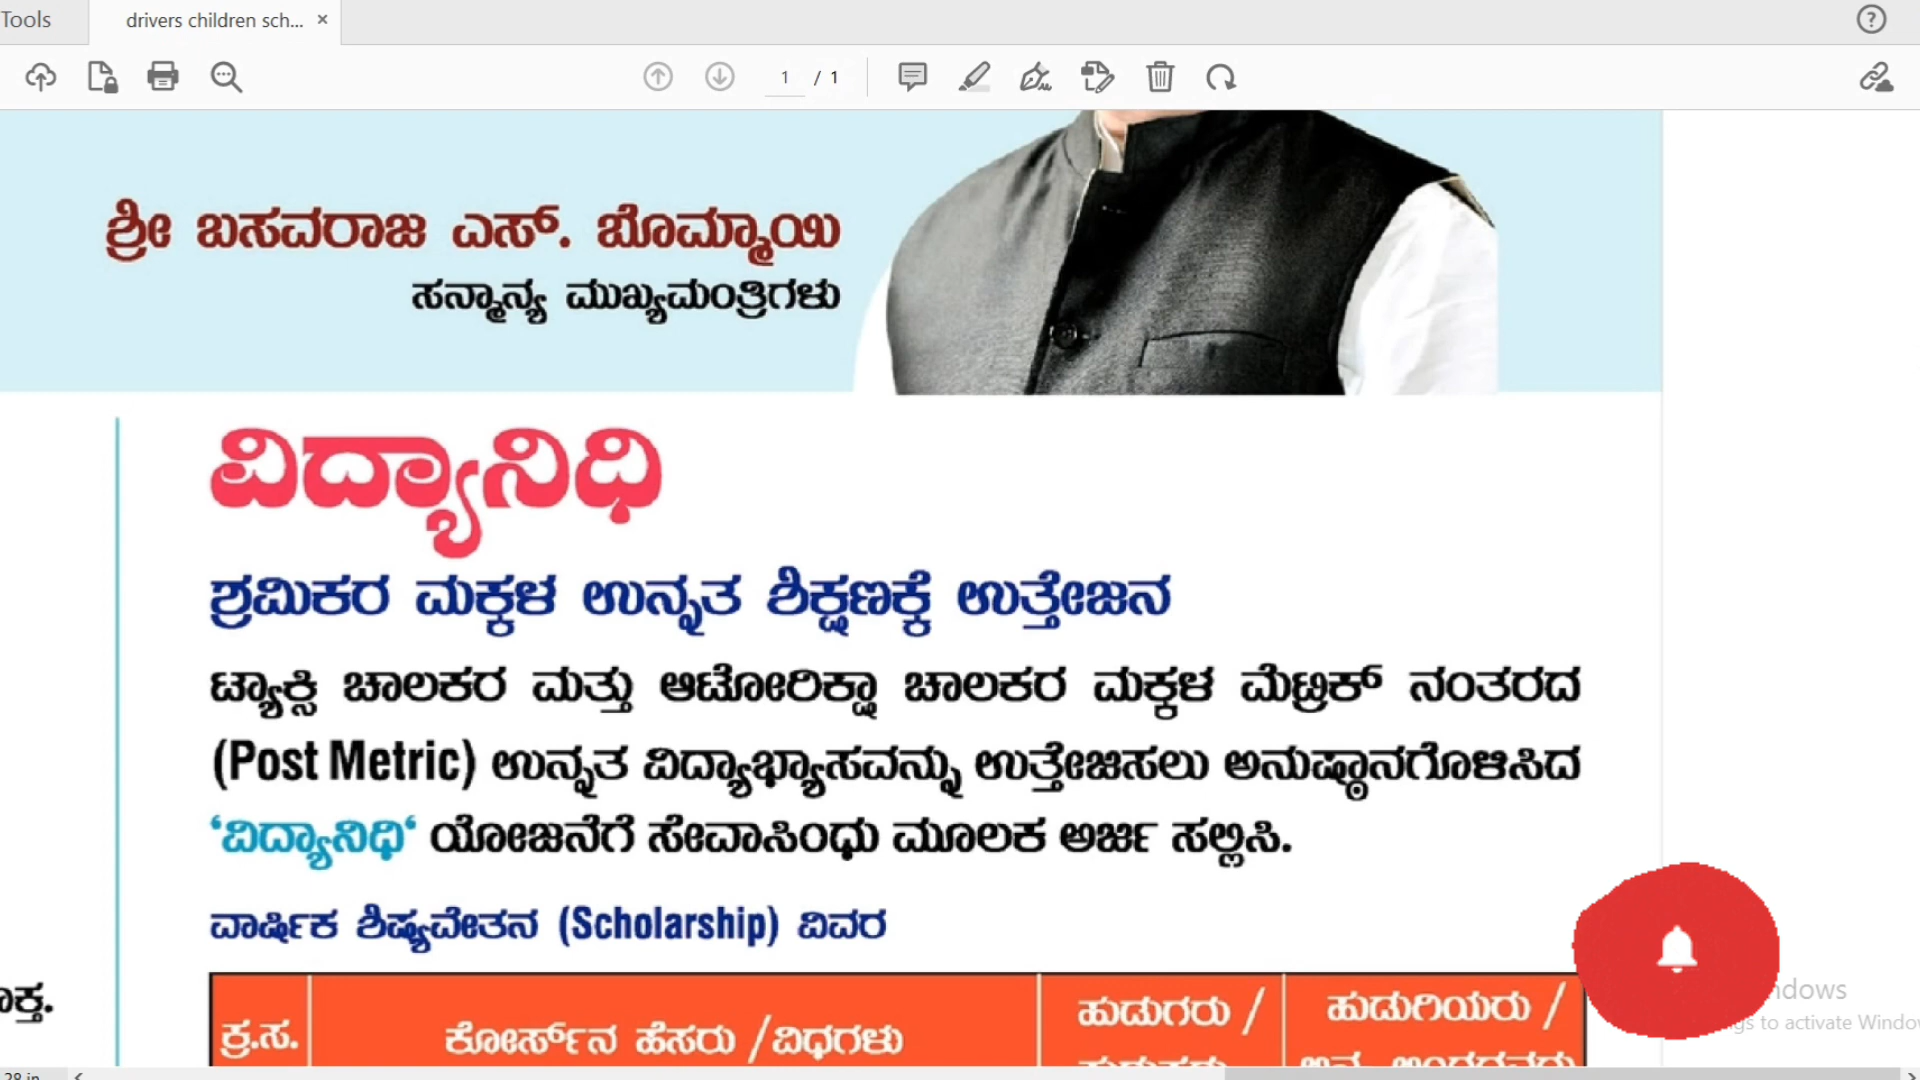 Tools
drivers children sch...
1 / 1
ಶ್ರೀ ಬಸವರಾಜ ಎಸ್. ಬೊಮ್ಮಾಯಿ
ಸನ್ಮಾನ್ಯ ಮುಖ್ಯಮಂತ್ರಿಗಳು
ವಿದ್ಯಾನಿಧಿ
ಶ್ರಮಿಕರ ಮಕ್ಕಳ ಉನ್ನತ ಶಿಕ್ಷಣಕ್ಕೆ ಉತ್ತೇಜನ
ಟ್ಯಾಕ್ಸಿ ಚಾಲಕರ ಮತ್ತು ಆಟೋರಿಕ್ಷಾ ಚಾಲಕರ ಮಕ್ಕಳ ಮೆಟ್ರಿಕ್ ನಂತರದ
(Post Metric) ಉನ್ನತ ವಿದ್ಯಾಭ್ಯಾಸವನ್ನು ಉತ್ತೇಜಿಸಲು ಅನುಷ್ಠಾನಗೊಳಿಸಿದ
‘ವಿದ್ಯಾನಿಧಿ‘ ಯೋಜನೆಗೆ ಸೇವಾಸಿಂಧು ಮೂಲಕ ಅರ್ಜಿ ಸಲ್ಲಿಸಿ.
ವಾರ್ಷಿಕ ಶಿಷ್ಯವೇತನ (Scholarship) ವಿವರ
ಕ್ರ.ಸ. ಕೋರ್ಸ್‌ನ ಹೆಸರು /ವಿಧಗಳು ಹುಡುಗರು / ಹುಡುಗಿಯರು /
to activate